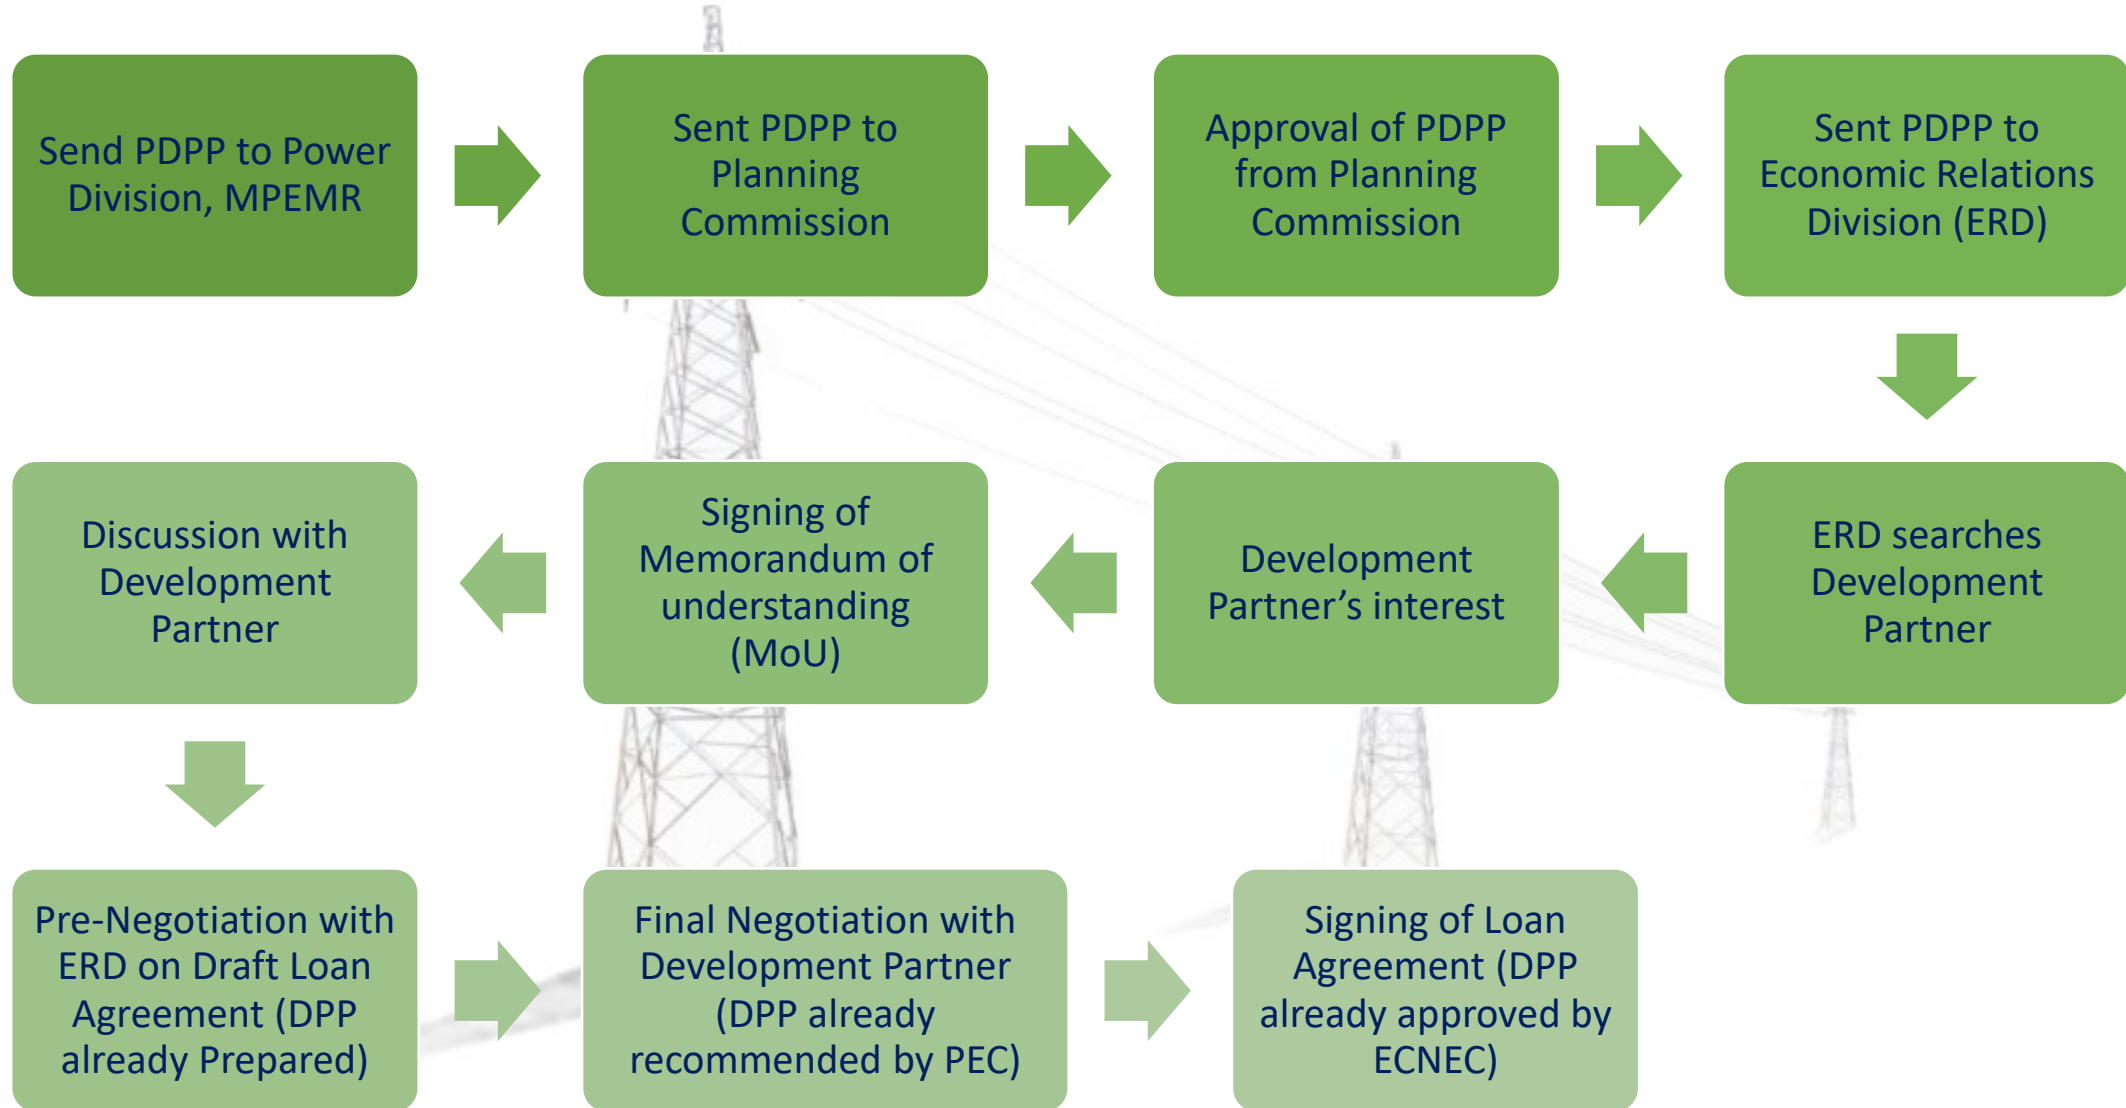 Send PDPP to Power
Division, MPEMR
Sent PDPP to
Planning
Commission
Approval of PDPP
from Planning
Commission
Sent PDPP to
Economic Relations
Division (ERD)
ERD searches
Development
Partner
Development
Partner’s interest
Signing of
Memorandum of
understanding
(MoU)
Discussion with
Development
Partner
Pre-Negotiation with
ERD on Draft Loan
Agreement (DPP
already Prepared)
Final Negotiation with
Development Partner
(DPP already
recommended by PEC)
Signing of Loan
Agreement (DPP
already approved by
ECNEC)